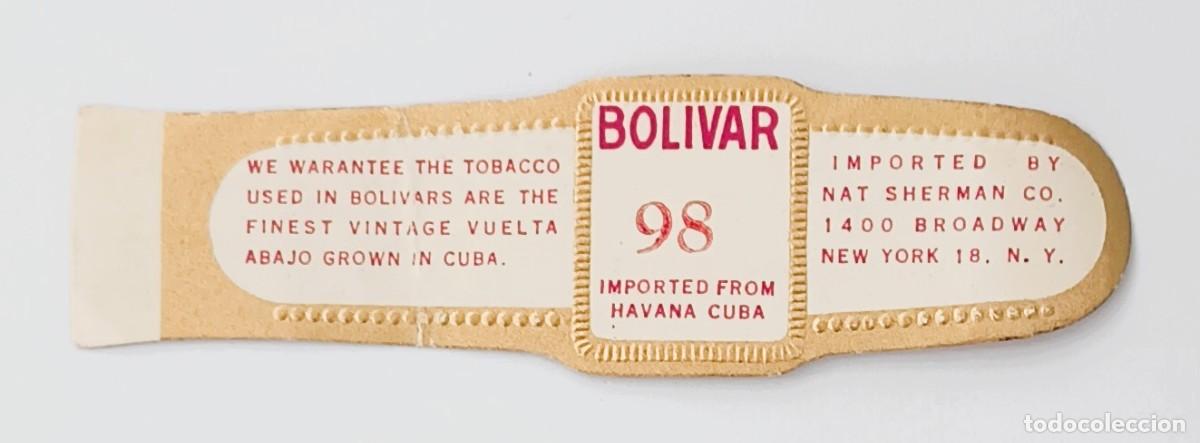 WE WARANTEE THE TOBACCO
USED IN BOLIVARS ARE THE
FINEST VINTAGE VUELTA
ABAJO GROWN IN CUBA.
BOLIVAR
98
IMPORTED FROM
HAVANA CUBA
IMPORTED BY
NAT SHERMAN CO.
1400 BROADWAY
NEW YORK 18. N. Y.
todocoleccion